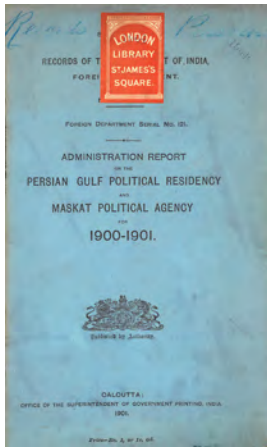 LONDON
LIBRARY
ST JAMES'S
SQUARE.
RECORDS OF T OF INDIA,
FOREI NT.
FOREIGN DEPARTMENT SERIAL NO. 121.
ADMINISTRATION REPORT
ON THE
PERSIAN GULF POLITICAL RESIDENCY
AND
MASKAT POLITICAL AGENCY
FOR
1900-1901.
Published by Authority.
CALCUTTA:
OFFICE OF THE SUPERINTENDENT OF GOVERNMENT PRINTING, INDIA.
1901.